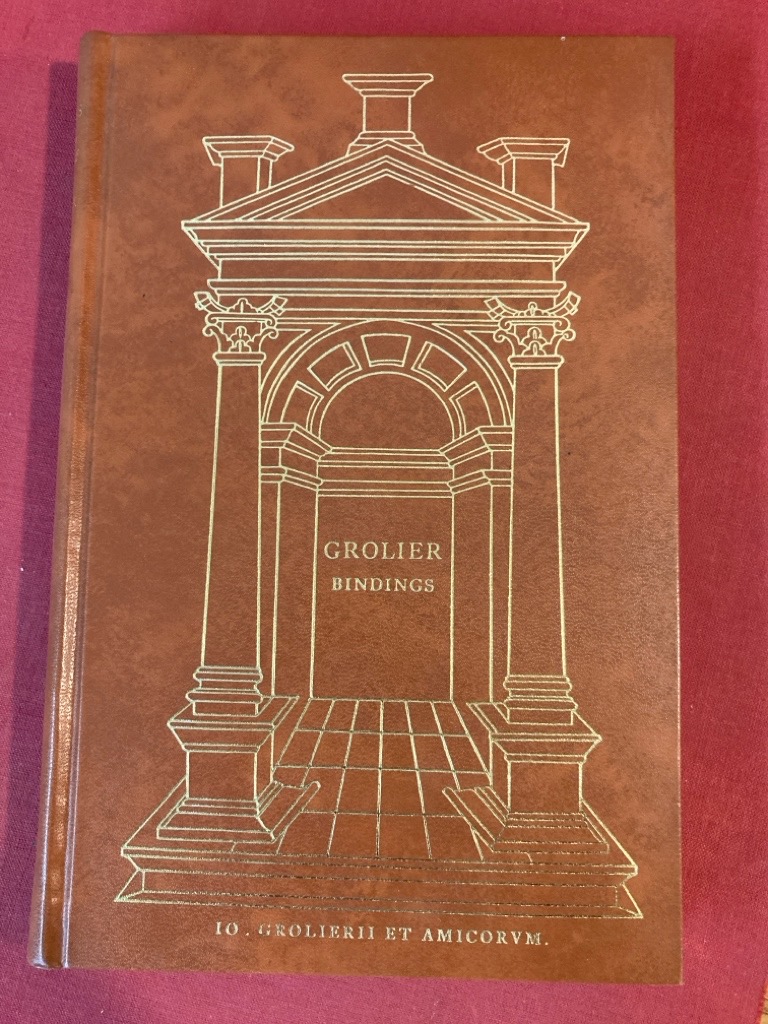 GROLIER
BINDINGS
IO . GROLIERII ET AMICORVM.